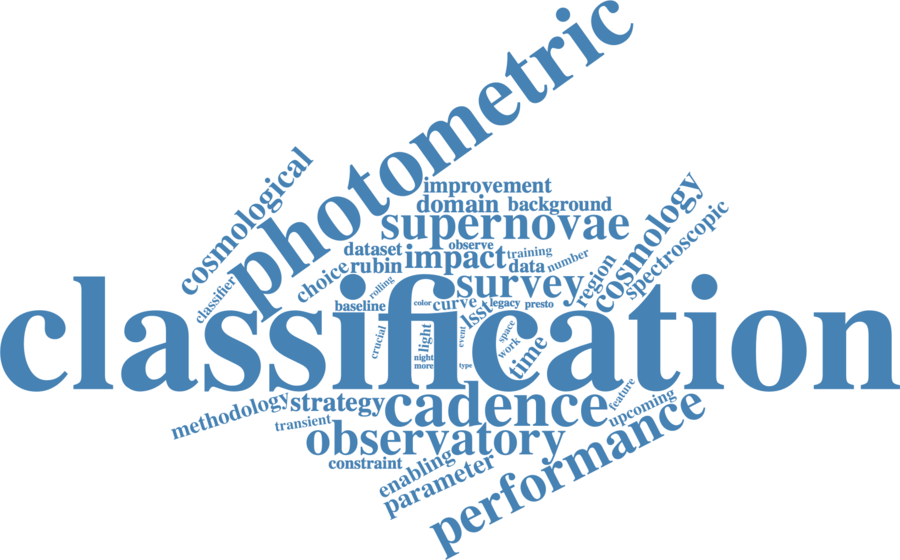 photometric
cosmological
improvement
domain background
supernovae
cosmology
spectroscopic
dataset
observe
impact
training
choice
rubin
data
number
region
classifier
rolling
survey
baseline
color
curve
lsst
legacy
presto
classification
crucial
light
event
space
work
time
night
more
type
methodology
strategy
cadence
feature
upcoming
transient
observatory
performance
constraint
enabling
parameter